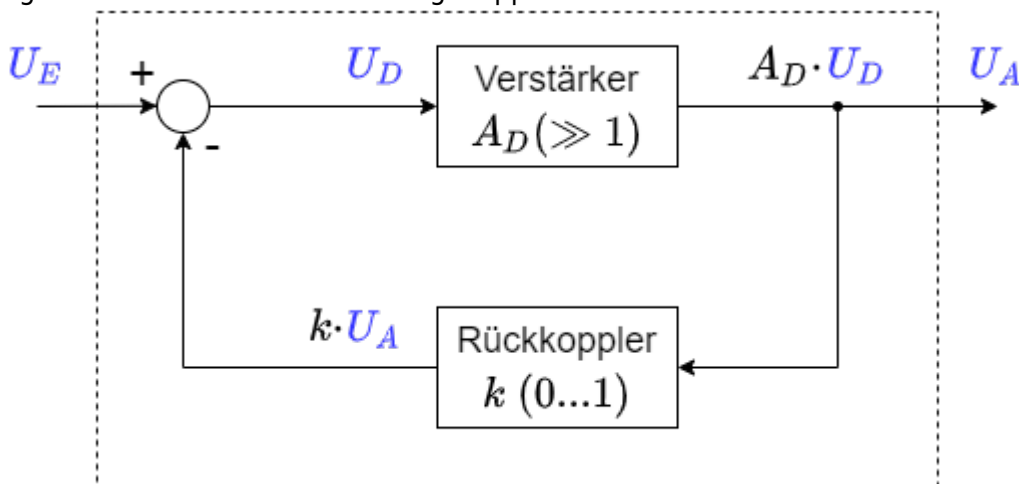 U_E
+
-
U_D
Verstärker
A_D(≫ 1)
A_D·U_D
U_A
k·U_A
Rückkoppler
k (0...1)